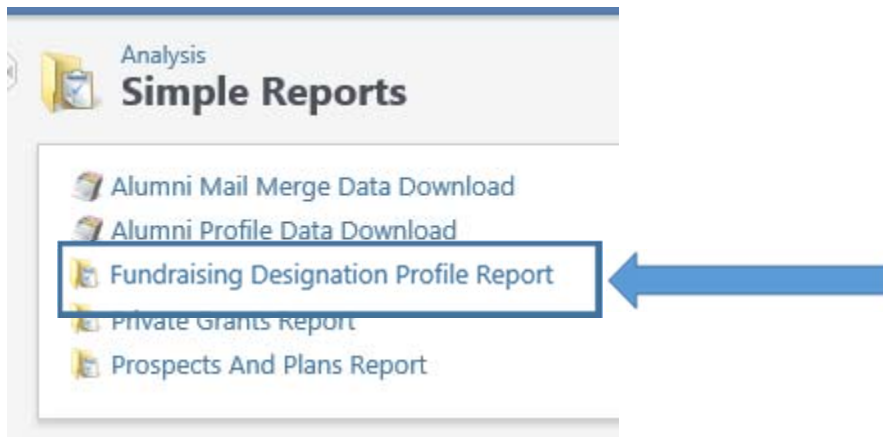 Analysis
Simple Reports
Alumni Mail Merge Data Download
Alumni Profile Data Download
Fundraising Designation Profile Report
Private Grants Report
Prospects And Plans Report